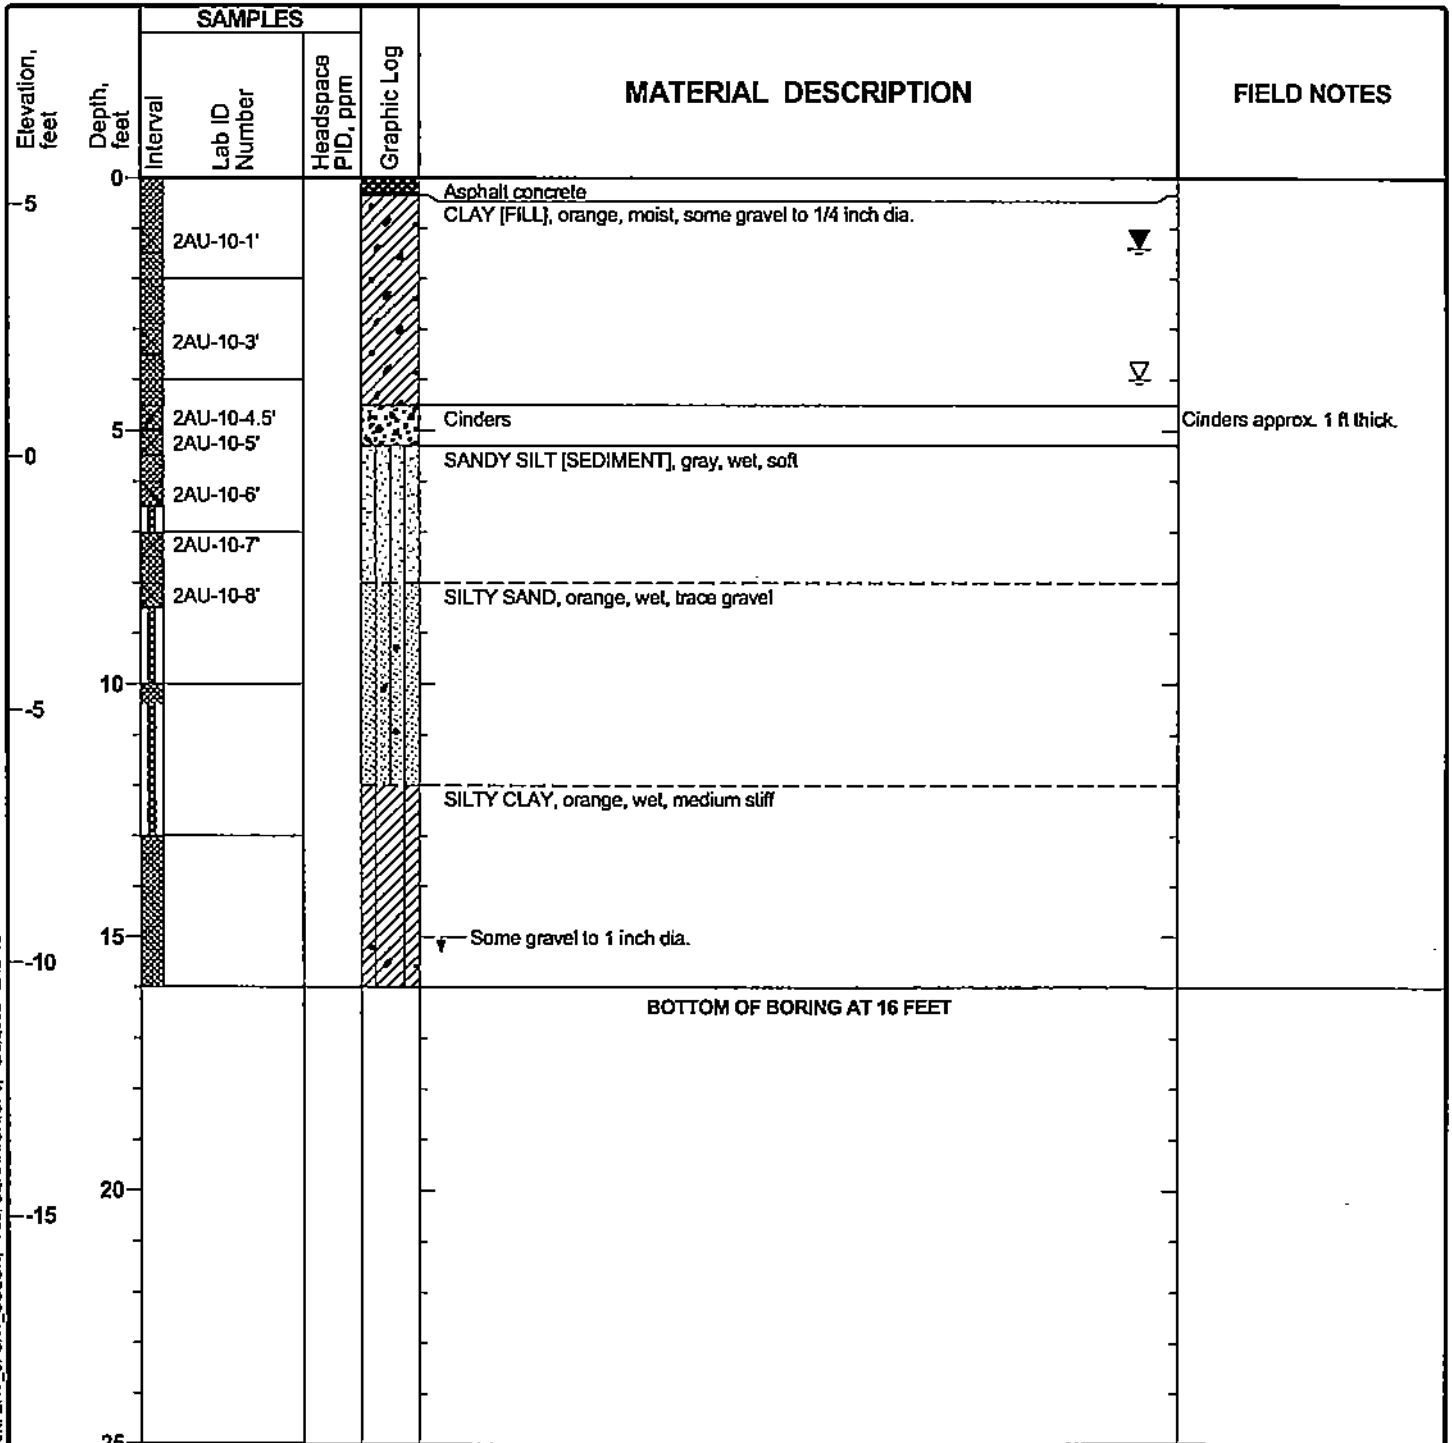 SAMPLES
Elevation, feet
Depth, feet
Interval
Lab ID Number
Headspace PID, ppm
Graphic Log
MATERIAL DESCRIPTION
FIELD NOTES
0
5
Asphalt concrete
CLAY [FILL], orange, moist, some gravel to 1/4 inch dia.
2AU-10-1'
2AU-10-3'
2AU-10-4.5'
Cinders
Cinders approx. 1 ft thick.
5
2AU-10-5'
0
SANDY SILT [SEDIMENT], gray, wet, soft
2AU-10-6'
2AU-10-7'
2AU-10-8'
SILTY SAND, orange, wet, trace gravel
10
-5
SILTY CLAY, orange, wet, medium stiff
15
Some gravel to 1 inch dia.
-10
BOTTOM OF BORING AT 16 FEET
20
-15
25